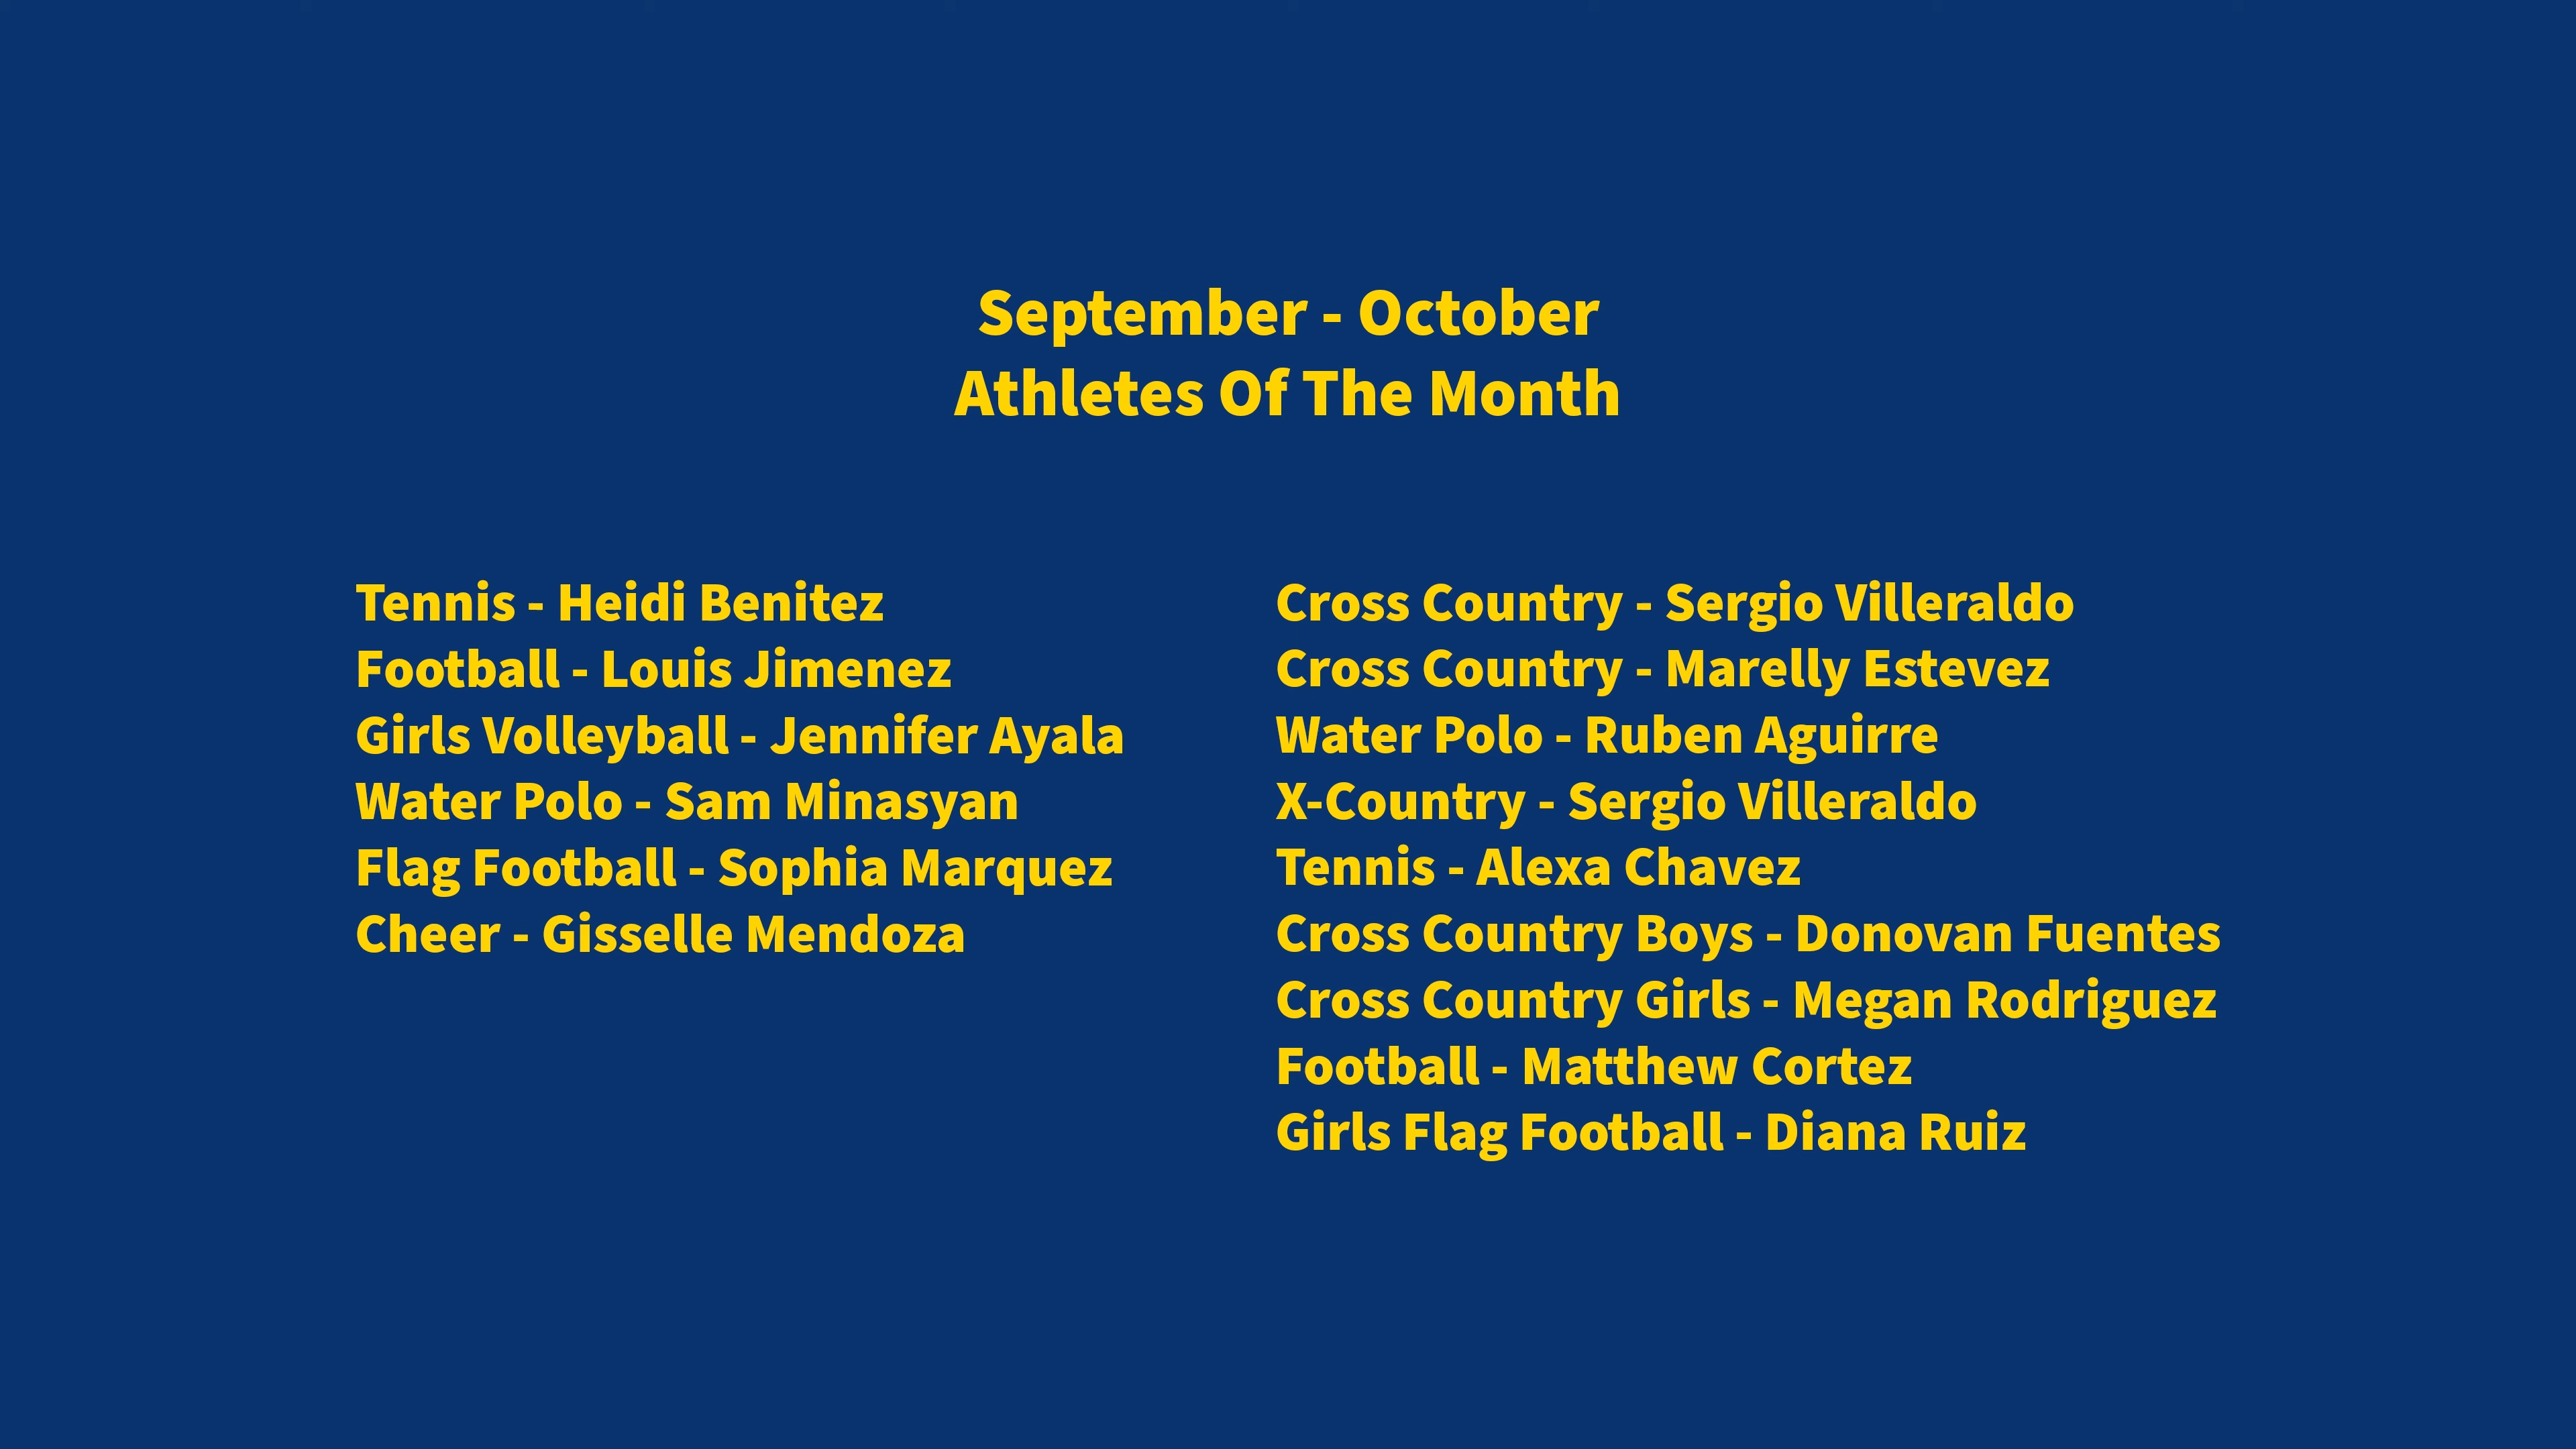 September - October
Athletes Of The Month
Tennis - Heidi Benitez
Football - Louis Jimenez
Girls Volleyball - Jennifer Ayala
Water Polo - Sam Minasyan
Flag Football - Sophia Marquez
Cheer - Gisselle Mendoza
Cross Country - Sergio Villeraldo
Cross Country - Marelly Estevez
Water Polo - Ruben Aguirre
X-Country - Sergio Villeraldo
Tennis - Alexa Chavez
Cross Country Boys - Donovan Fuentes
Cross Country Girls - Megan Rodriguez
Football - Matthew Cortez
Girls Flag Football - Diana Ruiz